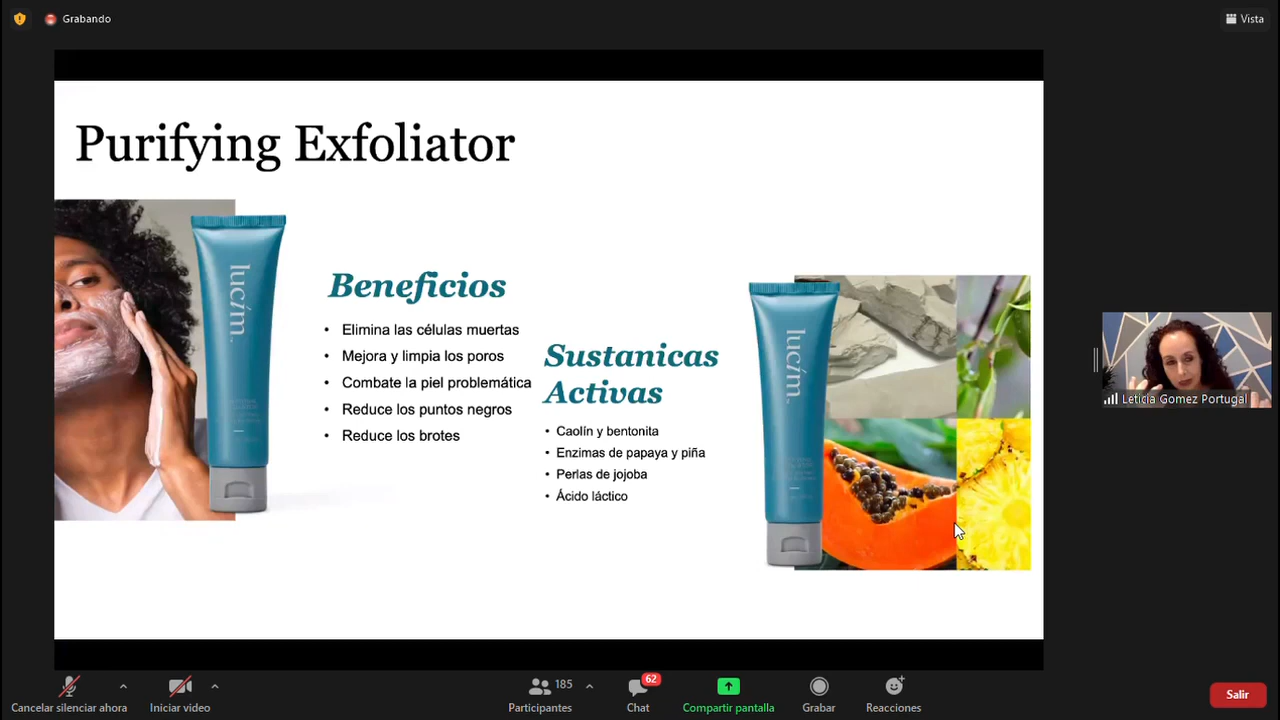 Grabando
Vista
Purifying Exfoliator
lucím
Beneficios
• Elimina las células muertas
• Mejora y limpia los poros
• Combate la piel problemática
• Reduce los puntos negros
• Reduce los brotes
Sustanicas
Activas
• Caolín y bentonita
• Enzimas de papaya y piña
• Perlas de jojoba
• Ácido láctico
lucím
Leticia Gomez Portugal
Cancelar silenciar ahora
Iniciar video
185
Participantes
62
Chat
Compartir pantalla
Grabar
Reacciones
Salir